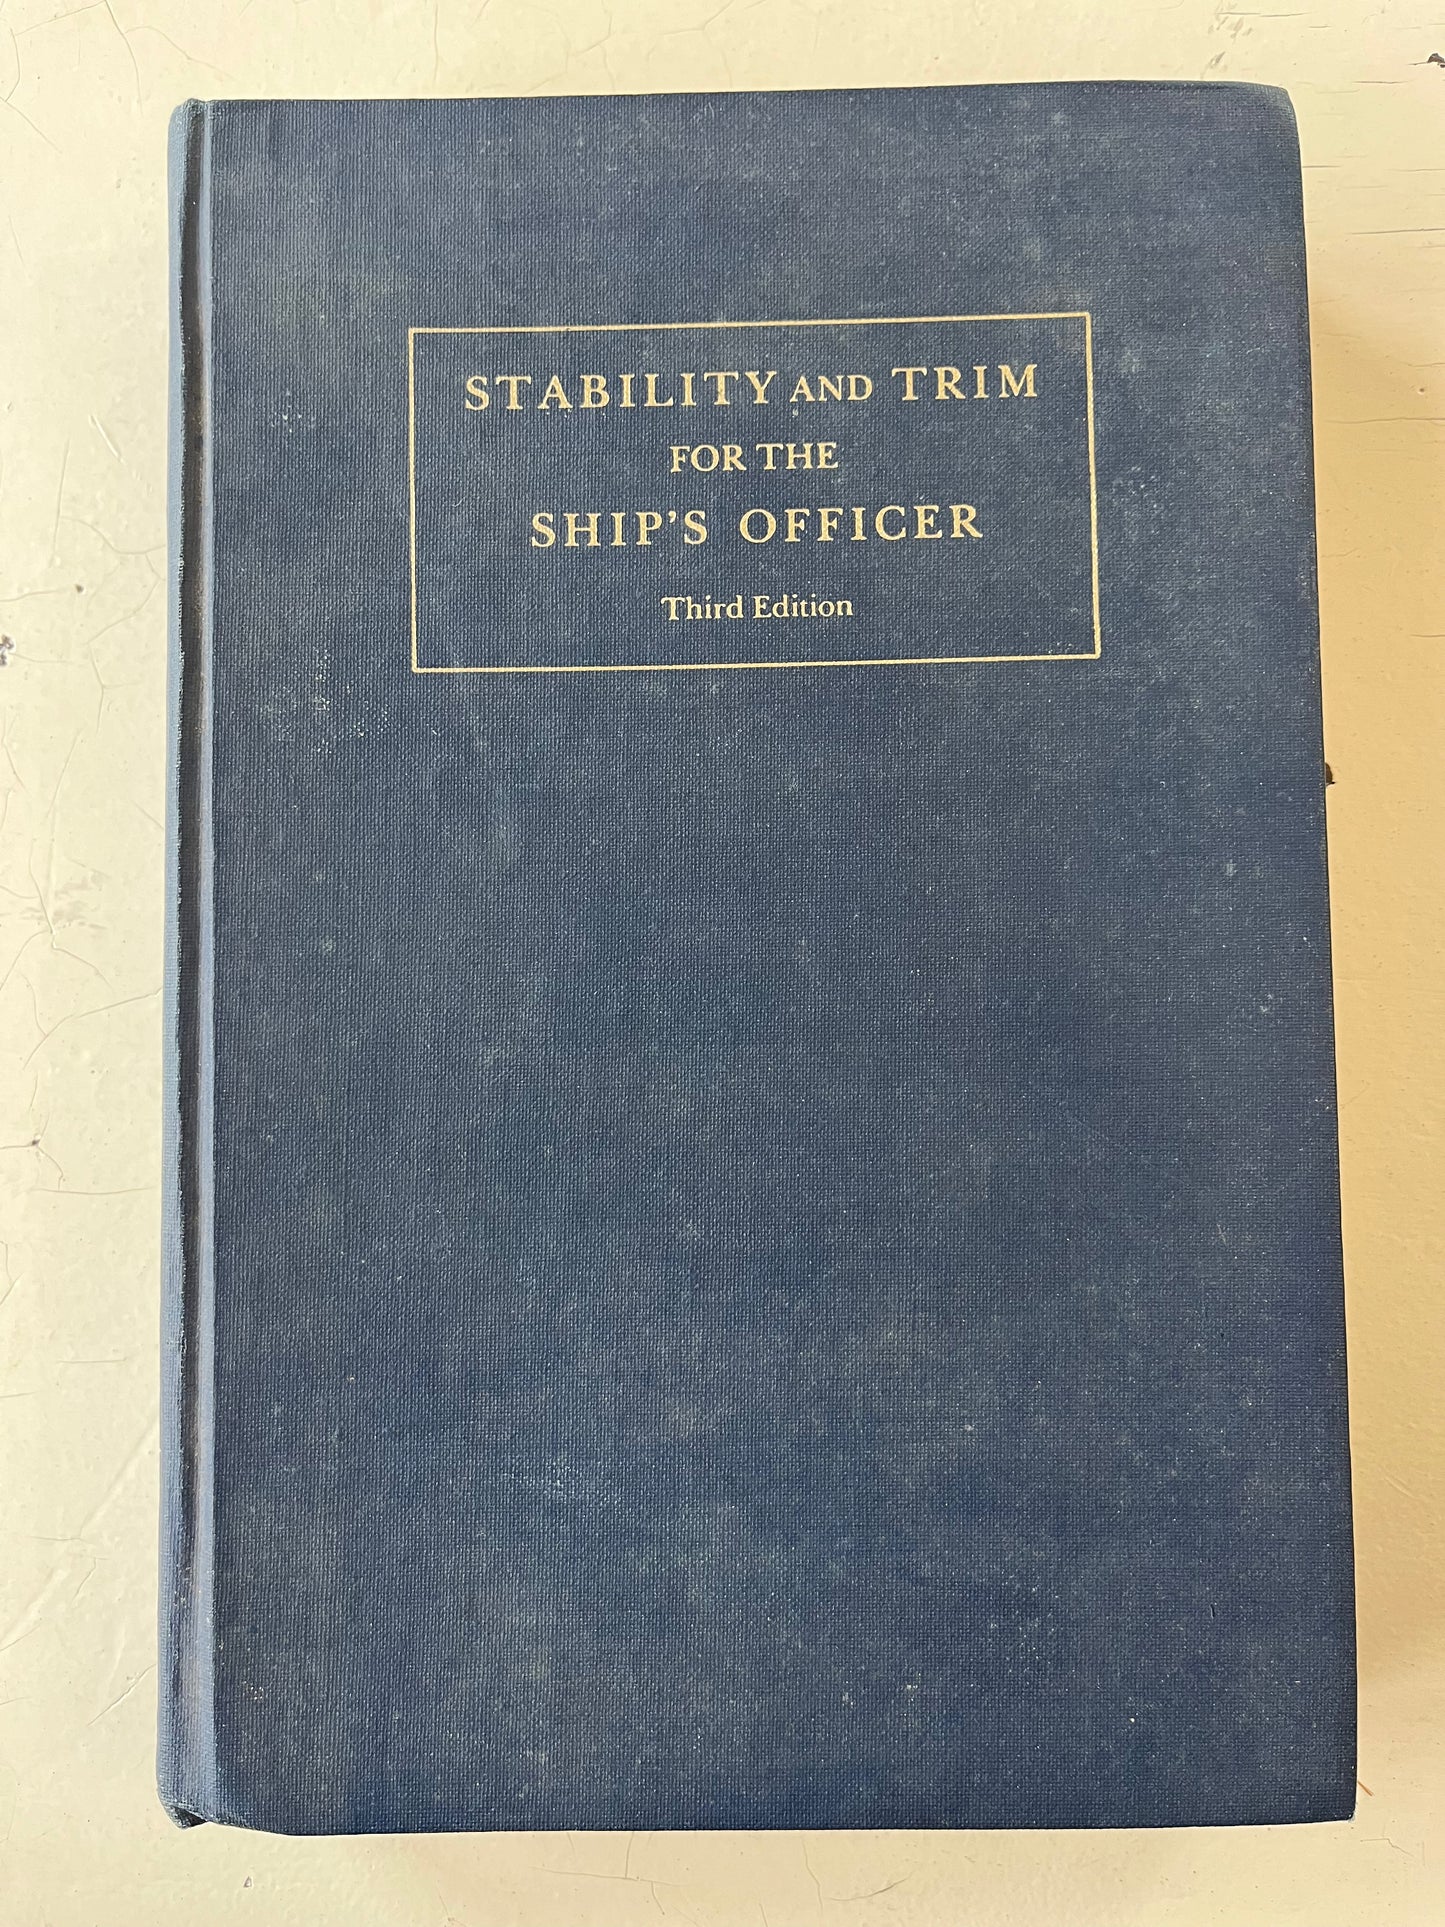 STABILITY AND TRIM
FOR THE
SHIP'S OFFICER
Third Edition